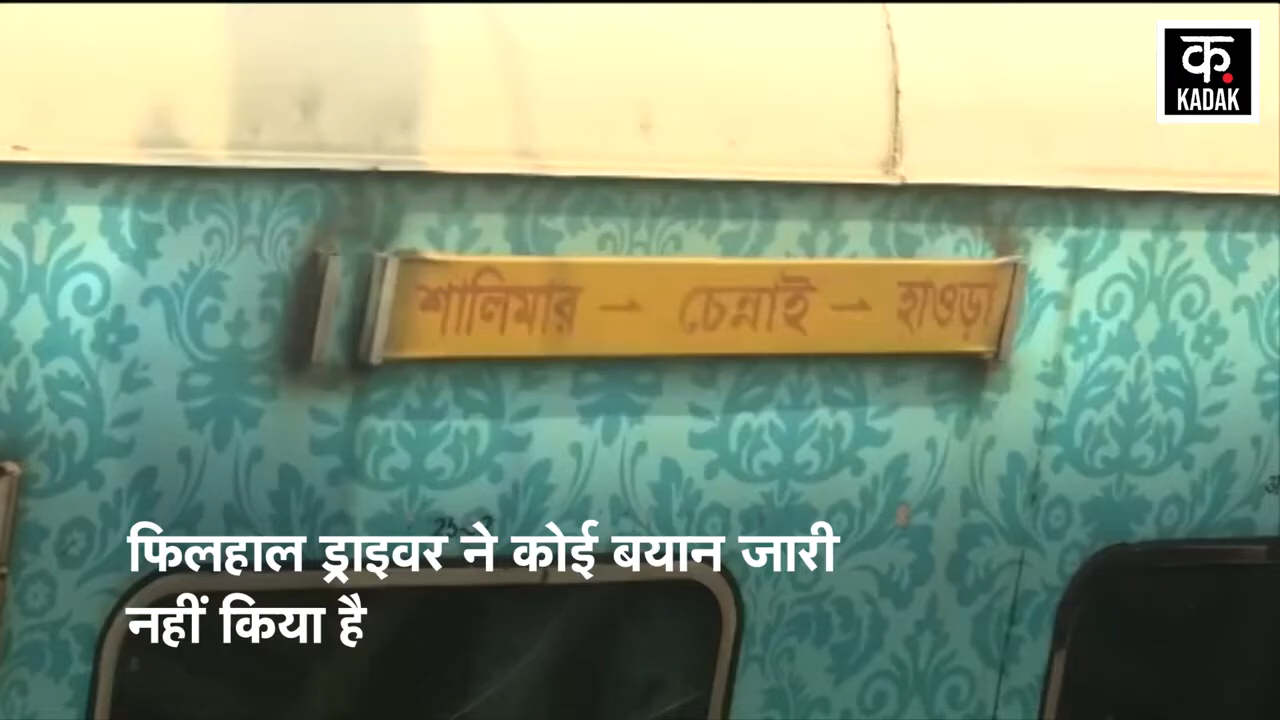 क.
KADAK
শালিমার → চেন্নাই → হাওড়া
फिलहाल ड्राइवर ने कोई बयान जारी
नहीं किया है